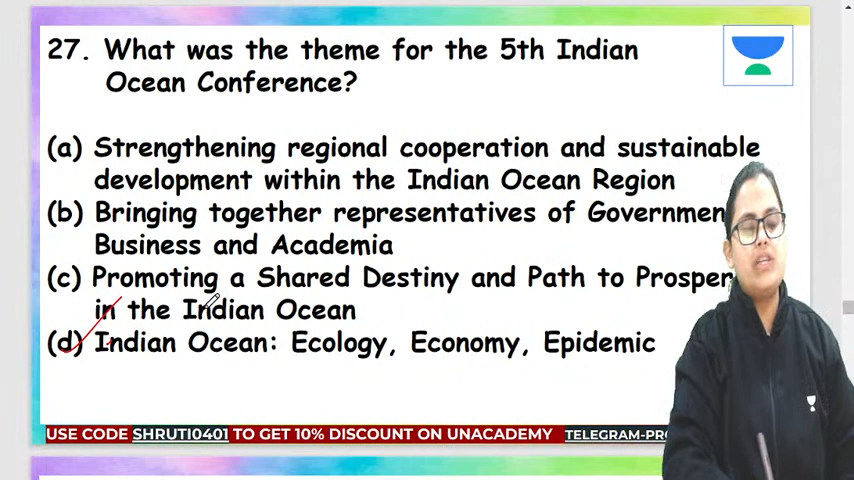 27. What was the theme for the 5th Indian
Ocean Conference?
(a) Strengthening regional cooperation and sustainable
development within the Indian Ocean Region
(b) Bringing together representatives of Governmen
Business and Academia
(c) Promoting a Shared Destiny and Path to Prosper
in the Indian Ocean
(d) Indian Ocean: Ecology, Economy, Epidemic
USE CODE SHRUTI0401 TO GET 10% DISCOUNT ON UNACADEMY TELEGRAM-PR